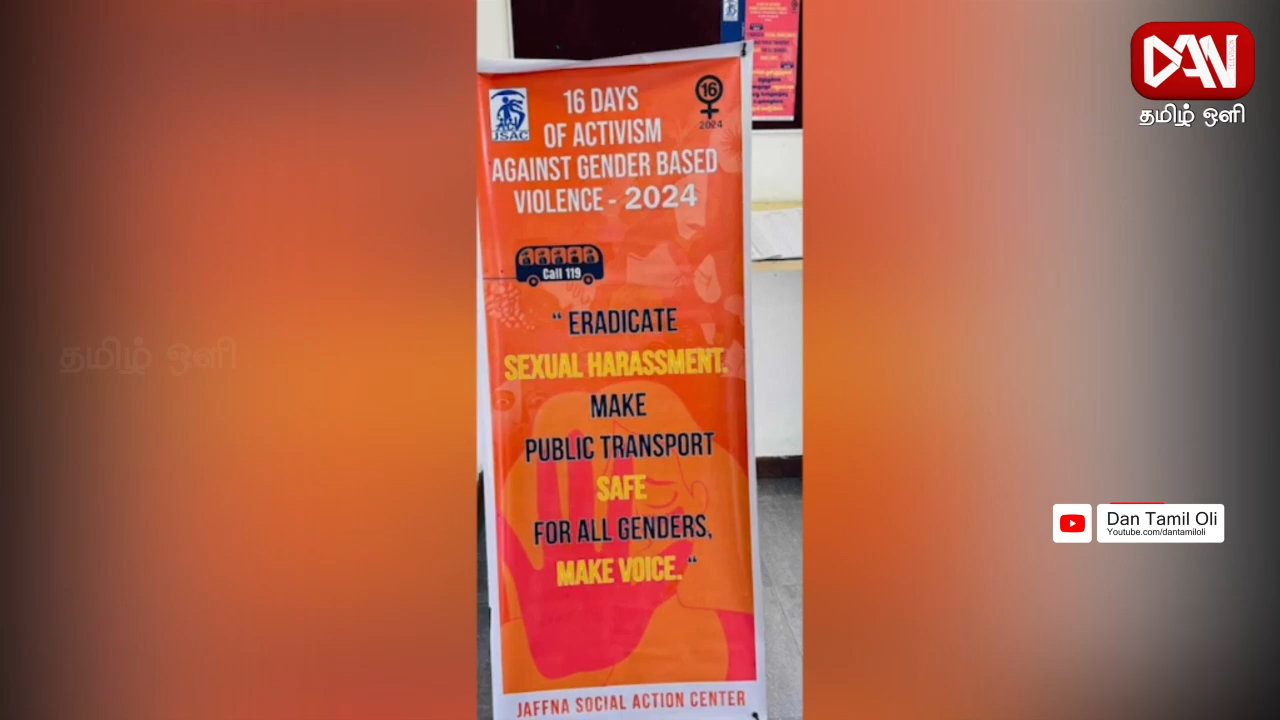 DAN
தமிழ் ஒளி
16 DAYS
OF ACTIVISM
AGAINST GENDER BASED
VIOLENCE - 2024
JSAC
16
2024
Call 119
“ ERADICATE
SEXUAL HARASSMENT.
MAKE
PUBLIC TRANSPORT
SAFE
FOR ALL GENDERS,
MAKE VOICE. “
JAFFNA SOCIAL ACTION CENTER
தமிழ் ஒளி
Dan Tamil Oli
Youtube.com/dantamiloli